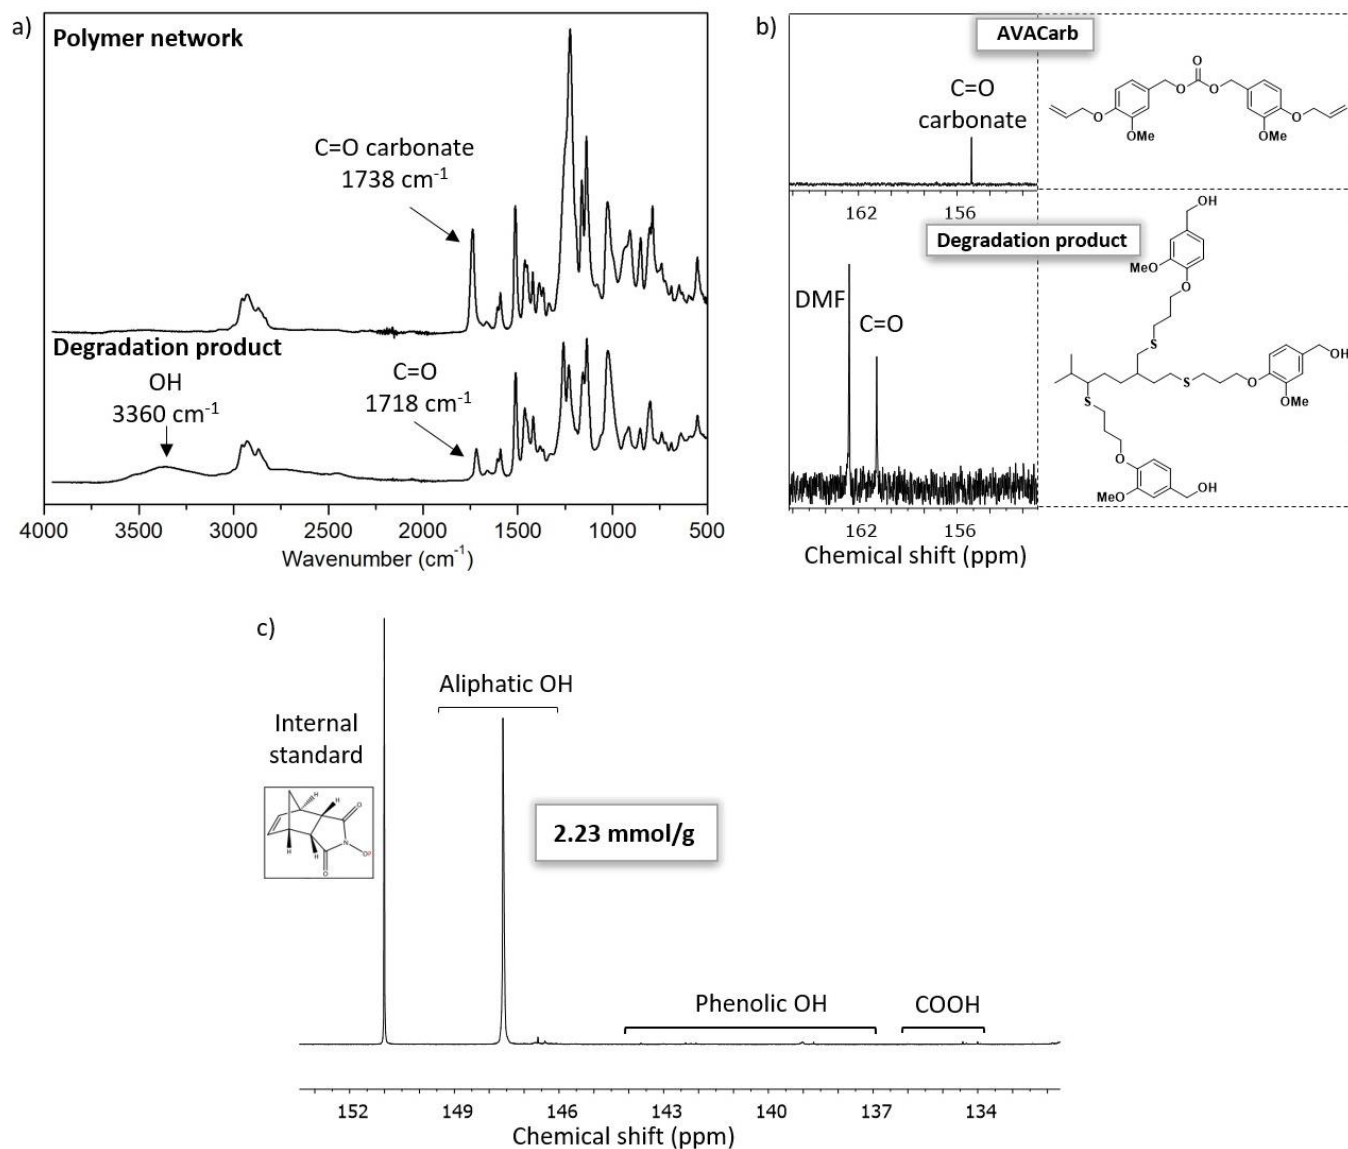 a)
Polymer network
C=O carbonate
1738 cm⁻¹
Degradation product
OH
3360 cm⁻¹
C=O
1718 cm⁻¹
4000 3500 3000 2500 2000 1500 1000 500
Wavenumber (cm⁻¹)
b)
AVACarb
C=O
carbonate
O
O O
O O
OMe OMe
162 156
Degradation product
DMF
C=O
162 156
Chemical shift (ppm)
OH
MeO
O
S
OH
S O
OMe
S
O
MeO OH
c)
Internal
standard
H H O
N
H H O
Aliphatic OH
2.23 mmol/g
Phenolic OH
COOH
152 149 146 143 140 137 134
Chemical shift (ppm)